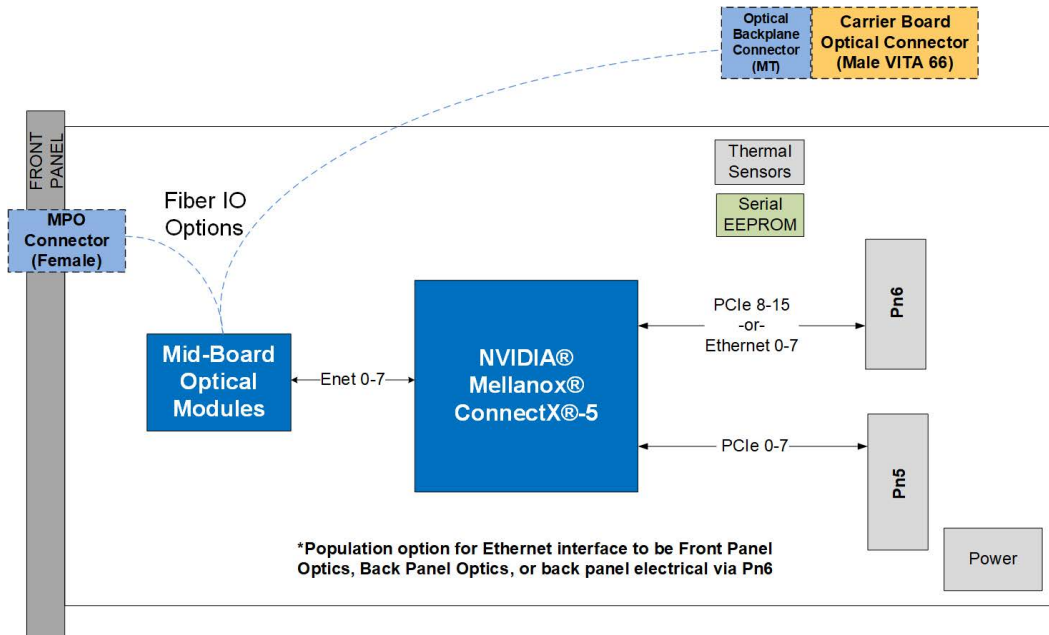 Optical
Backplane
Connector
(MT)
Carrier Board
Optical Connector
(Male VITA 66)
FRONT
PANEL
Thermal
Sensors
Serial
EEPROM
Fiber IO
Options
MPO
Connector
(Female)
Mid-Board
Optical
Modules
Enet 0-7
NVIDIA®
Mellanox®
ConnectX®-5
PCIe 8-15
-or-
Ethernet 0-7
Pn6
PCIe 0-7
Pn5
*Population option for Ethernet interface to be Front Panel
Optics, Back Panel Optics, or back panel electrical via Pn6
Power